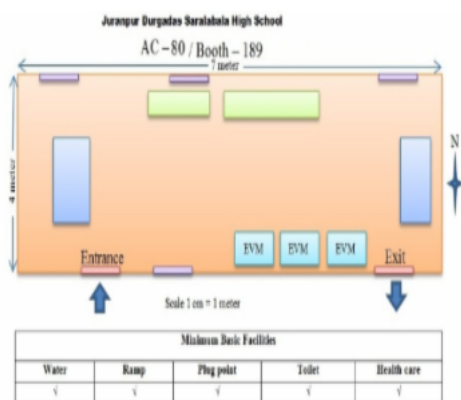 Juranpur Durgadas Saralabala High School
AC – 80 / Booth – 189
7 meter
4 meter
N
EVM EVM EVM
Entrance Exit
Scale 1 cm = 1 meter
Minimum Basic Facilities
Water Ramp Plug point Toilet Health care
√ √ √ √ √